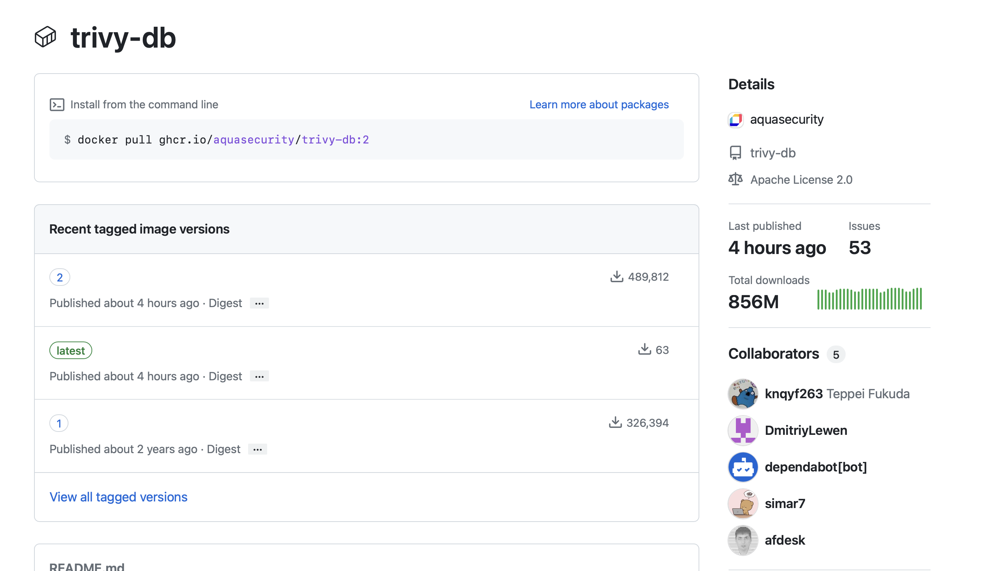 trivy-db
Install from the command line
Learn more about packages
$ docker pull ghcr.io/aquasecurity/trivy-db:2
Recent tagged image versions
2
489,812
Published about 4 hours ago · Digest ...
latest
63
Published about 4 hours ago · Digest ...
1
326,394
Published about 2 years ago · Digest ...
View all tagged versions
README.md
Details
aquasecurity
trivy-db
Apache License 2.0
Last published
Issues
4 hours ago
53
Total downloads
856M
Collaborators 5
knqyf263 Teppei Fukuda
DmitriyLewen
dependabot[bot]
simar7
afdesk